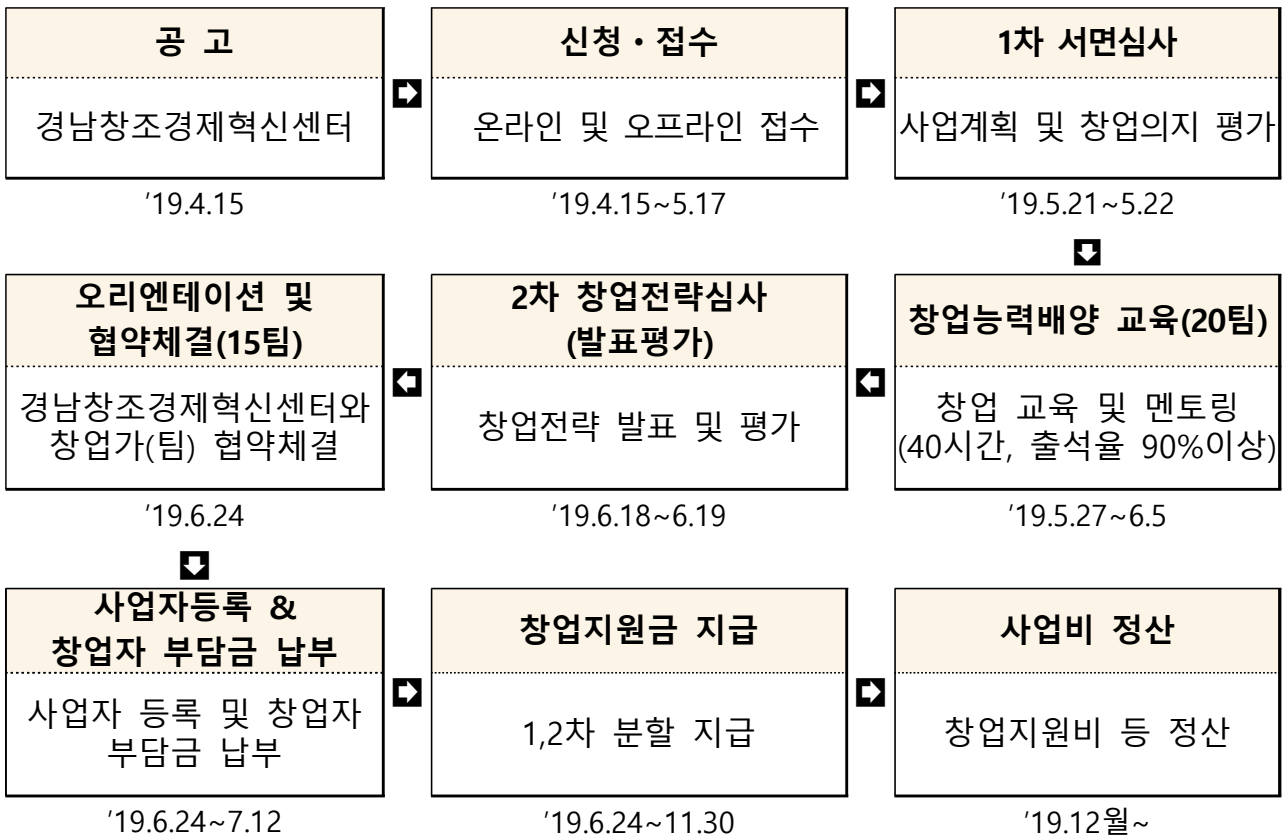 공 고
경남창조경제혁신센터
'19.4.15
신청・접수
온라인 및 오프라인 접수
'19.4.15~5.17
1차 서면심사
사업계획 및 창업의지 평가
'19.5.21~5.22
창업능력배양 교육(20팀)
창업 교육 및 멘토링
(40시간, 출석율 90%이상)
'19.5.27~6.5
2차 창업전략심사
(발표평가)
창업전략 발표 및 평가
'19.6.18~6.19
오리엔테이션 및
협약체결(15팀)
경남창조경제혁신센터와
창업가(팀) 협약체결
'19.6.24
사업자등록 &
창업자 부담금 납부
사업자 등록 및 창업자
부담금 납부
'19.6.24~7.12
창업지원금 지급
1,2차 분할 지급
'19.6.24~11.30
사업비 정산
창업지원비 등 정산
'19.12월~